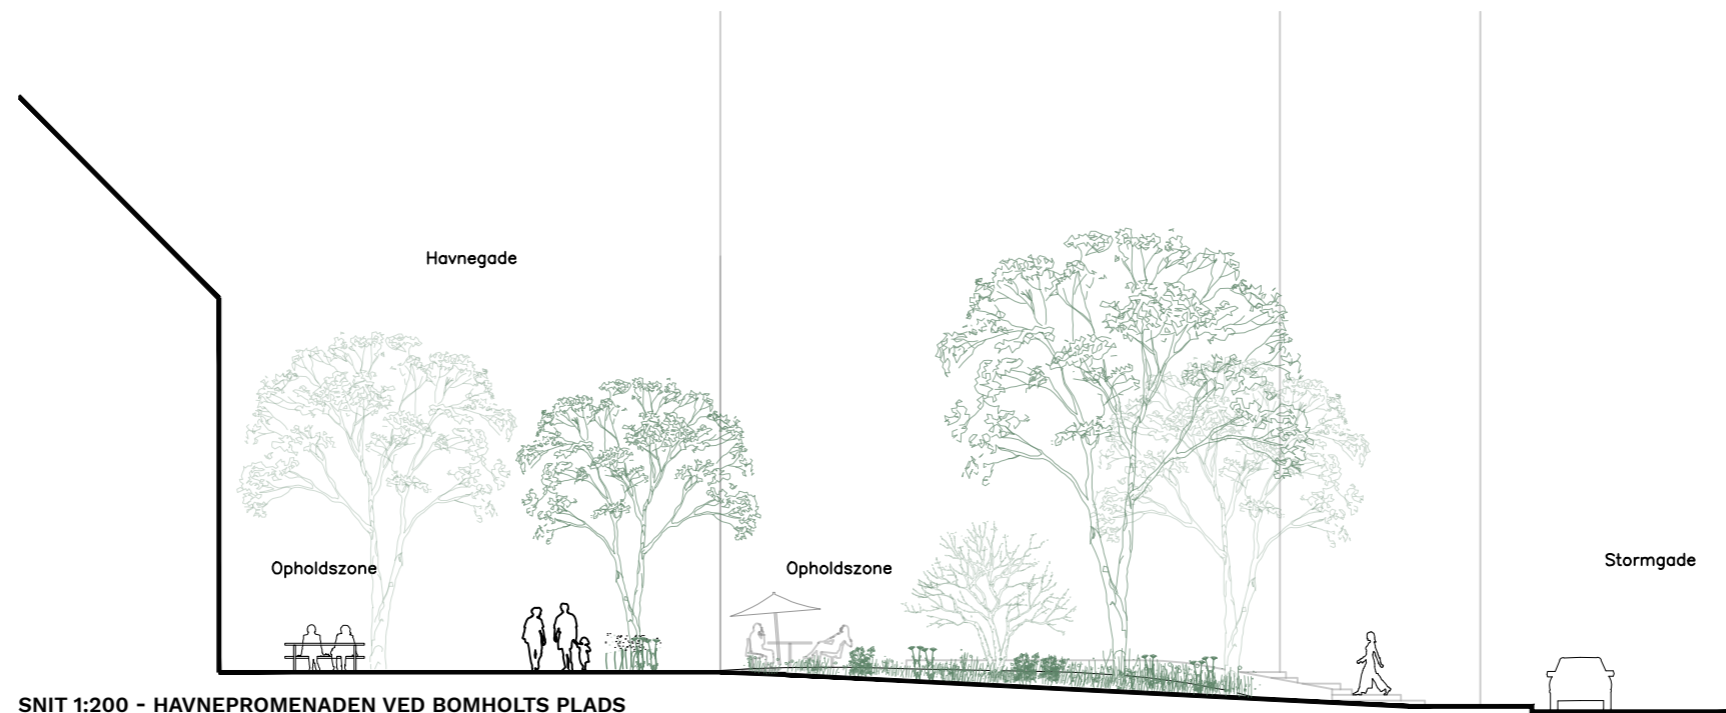 Havnegade
Opholdszone
Opholdszone
Stormgade
SNIT 1:200 - HAVNEPROMENADEN VED BOMHOLTS PLADS